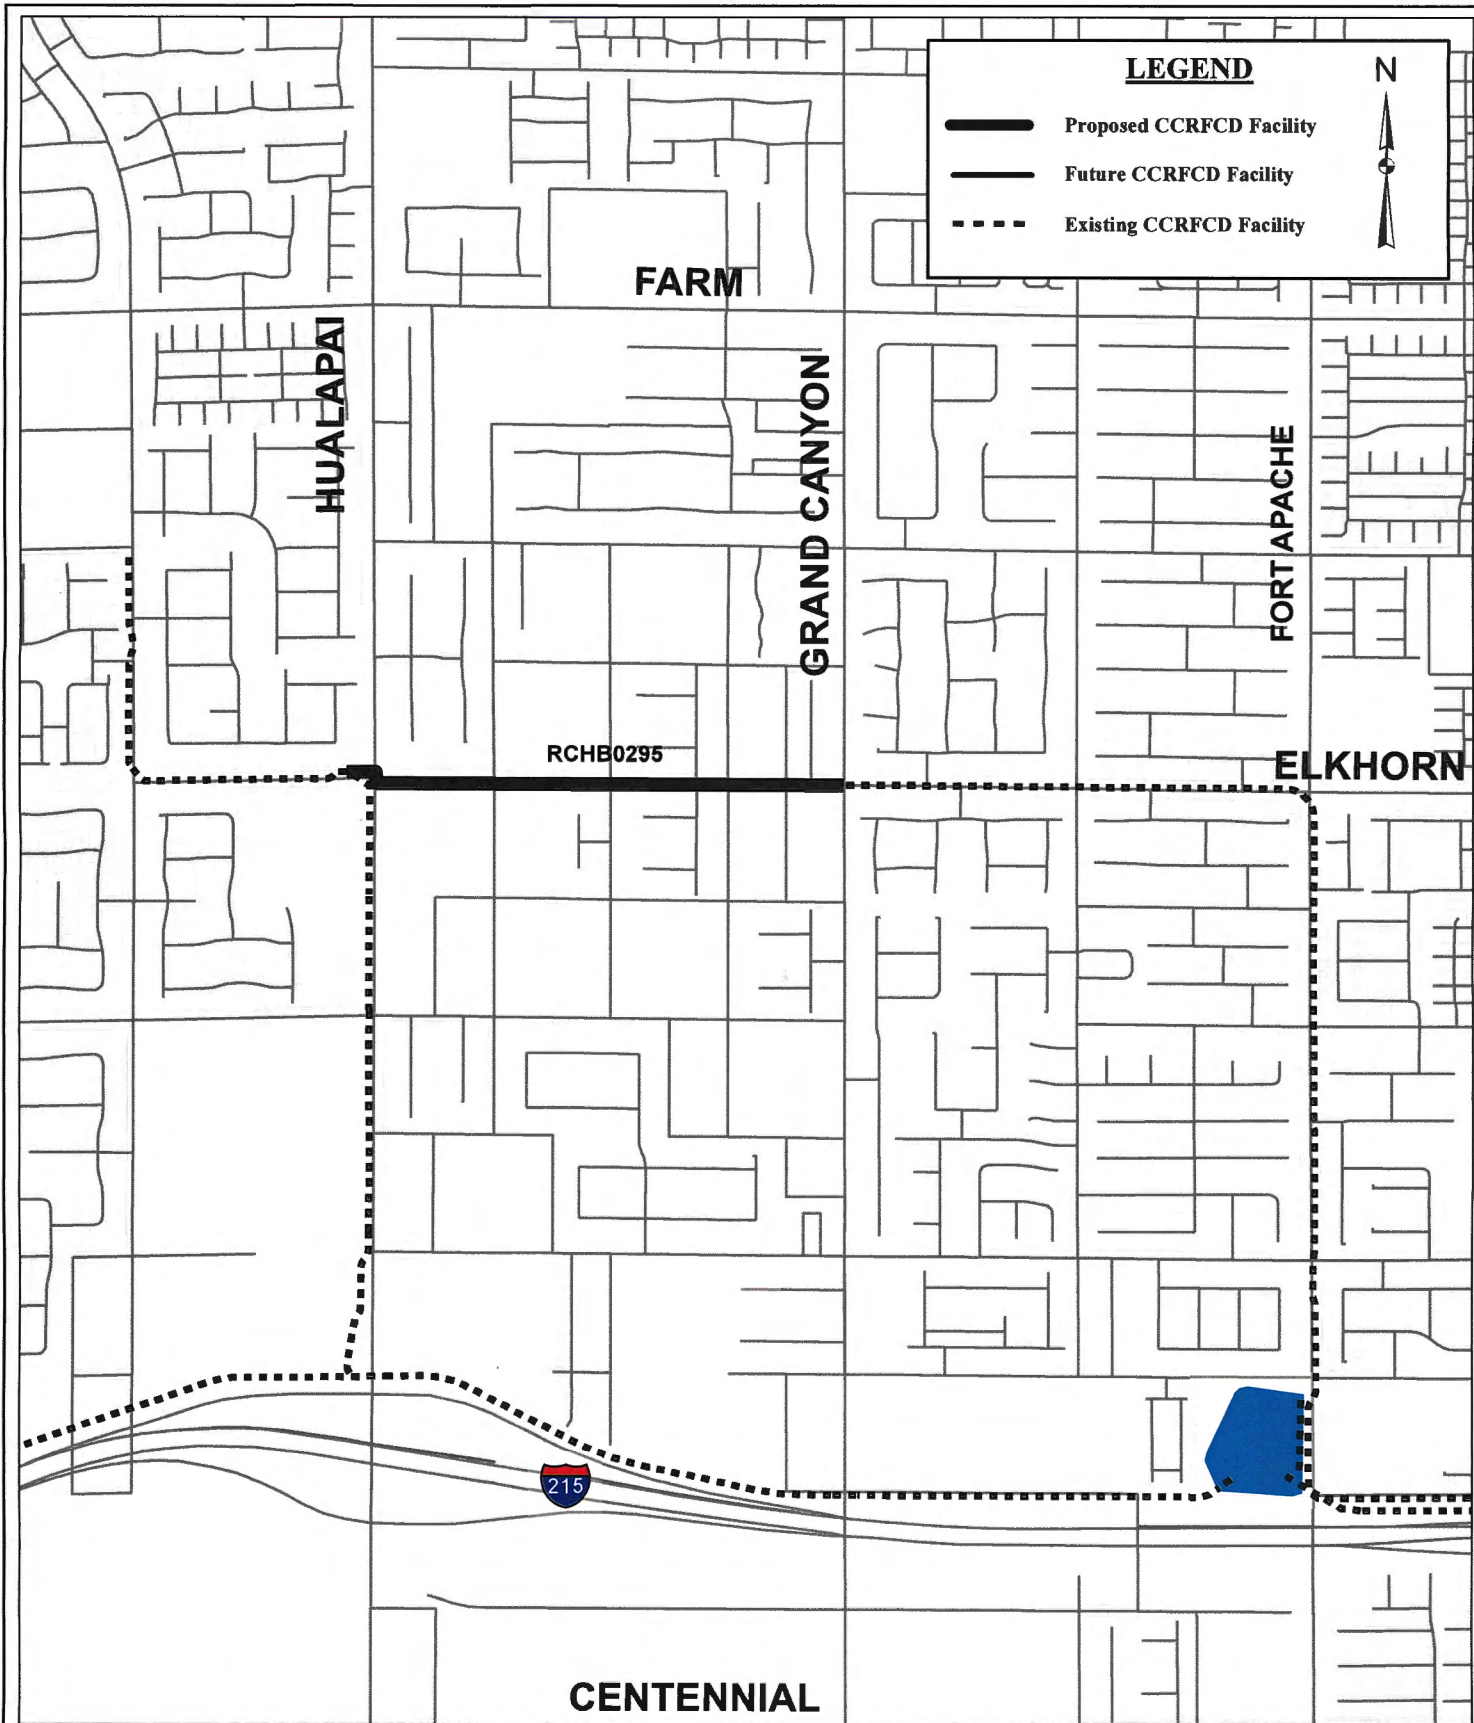 LEGEND
N
Proposed CCRFCD Facility
Future CCRFCD Facility
Existing CCRFCD Facility
FARM
HUALAPAI
GRAND CANYON
FORT APACHE
RCHB0295
ELKHORN
215
CENTENNIAL